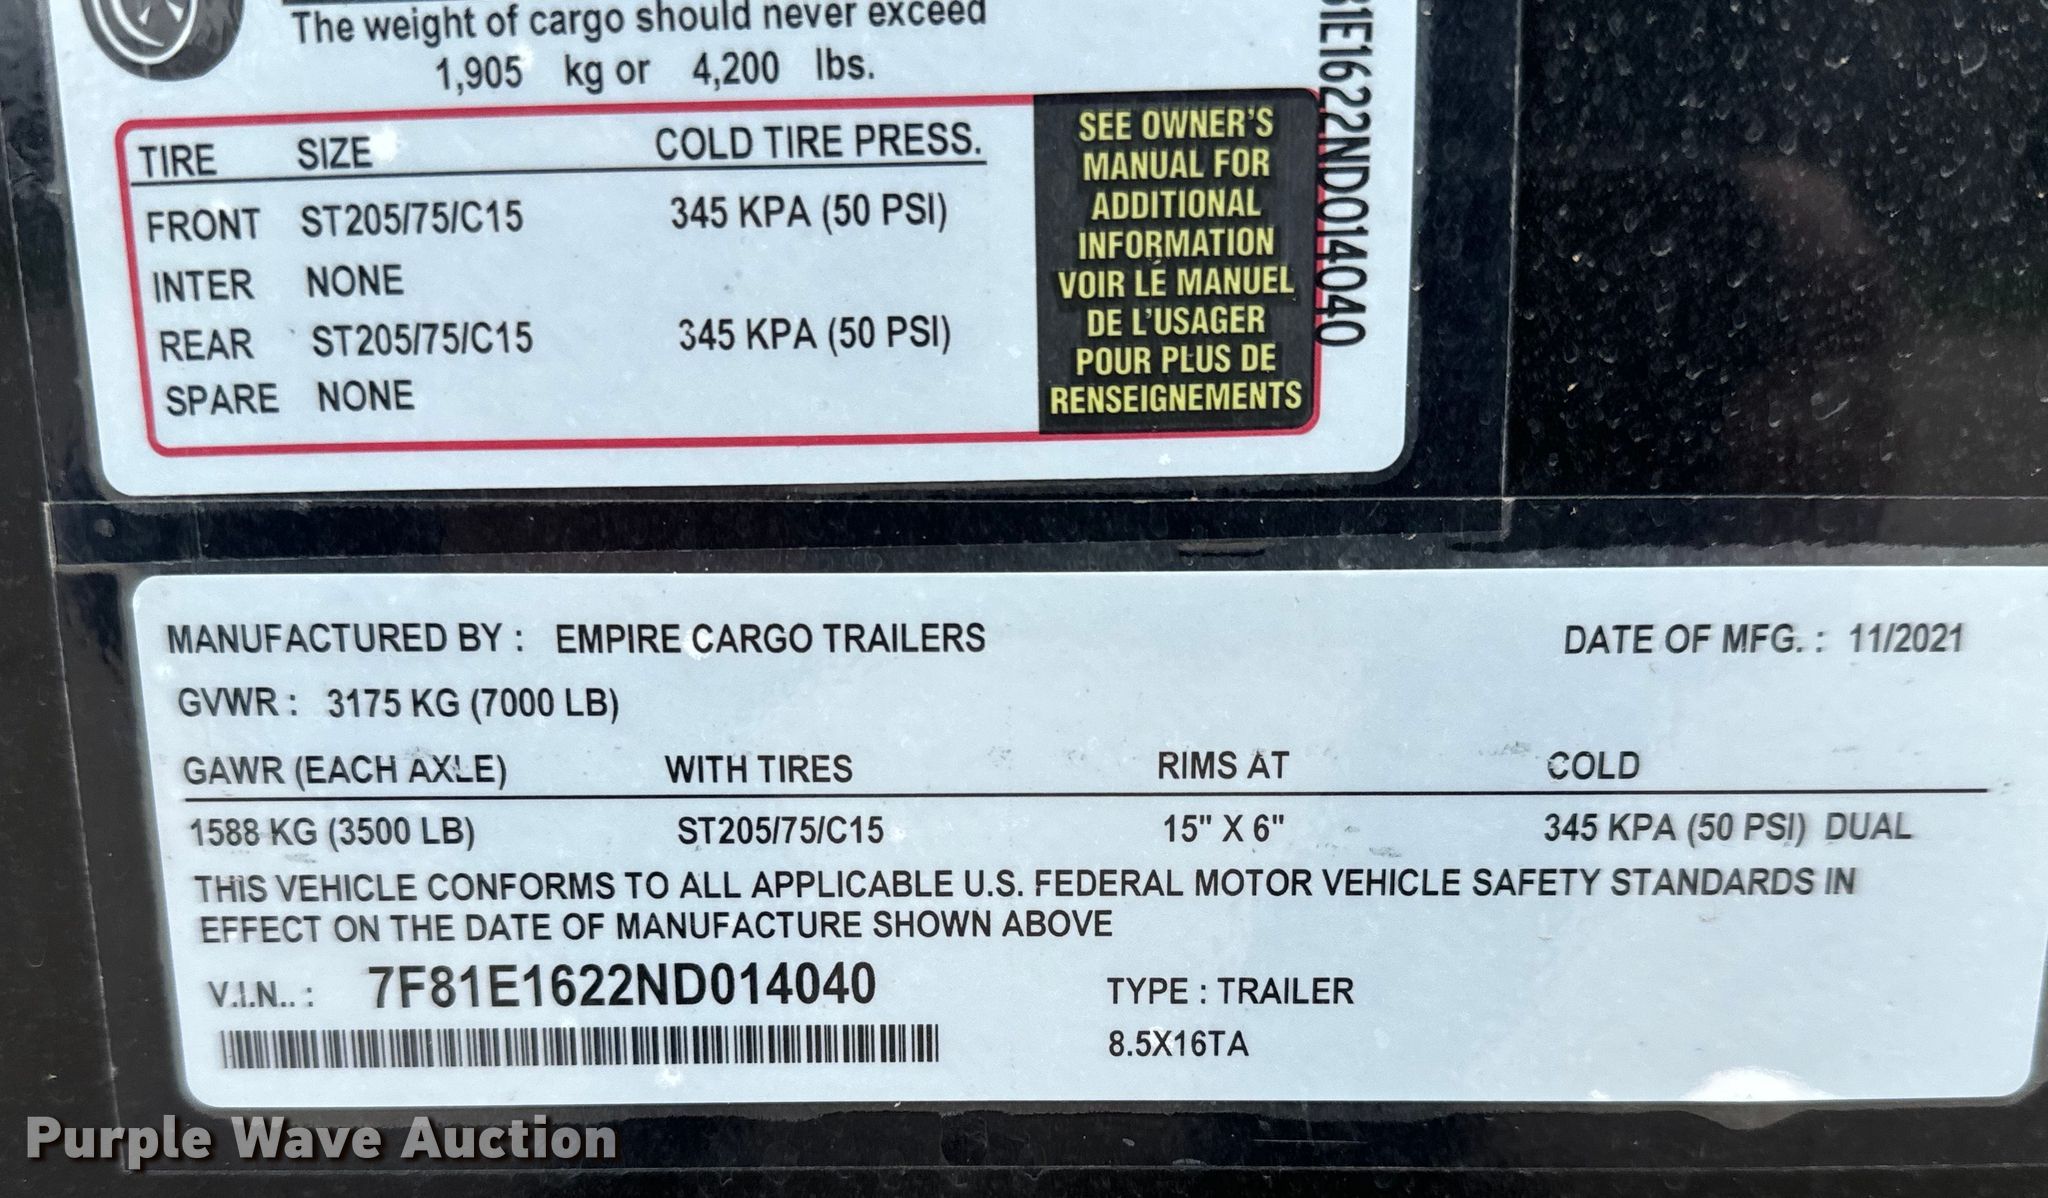 The weight of cargo should never exceed
1,905 kg or 4,200 lbs.
TIRE SIZE COLD TIRE PRESS.
FRONT ST205/75/C15 345 KPA (50 PSI)
INTER NONE
REAR ST205/75/C15 345 KPA (50 PSI)
SPARE NONE
SEE OWNER'S
MANUAL FOR
ADDITIONAL
INFORMATION
VOIR LE MANUEL
DE L'USAGER
POUR PLUS DE
RENSEIGNEMENTS
81E1622ND014040
MANUFACTURED BY : EMPIRE CARGO TRAILERS DATE OF MFG. : 11/2021
GVWR : 3175 KG (7000 LB)
GAWR (EACH AXLE) WITH TIRES RIMS AT COLD
1588 KG (3500 LB) ST205/75/C15 15" X 6" 345 KPA (50 PSI) DUAL
THIS VEHICLE CONFORMS TO ALL APPLICABLE U.S. FEDERAL MOTOR VEHICLE SAFETY STANDARDS IN
EFFECT ON THE DATE OF MANUFACTURE SHOWN ABOVE
V.I.N.. : 7F81E1622ND014040 TYPE : TRAILER
8.5X16TA
Purple Wave Auction